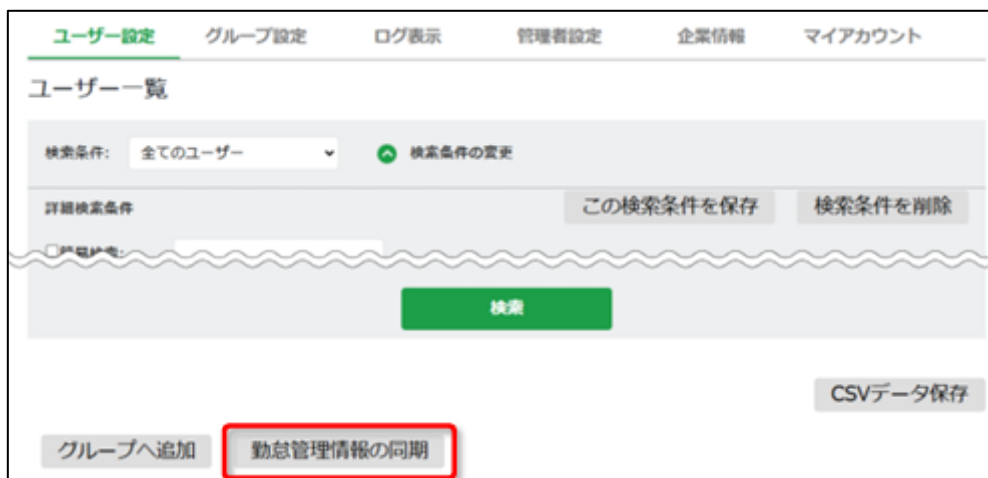 ユーザー設定 グループ設定 ログ表示 管理者設定 企業情報 マイアカウント
ユーザー一覧
検索条件: 全てのユーザー 検索条件の変更
詳細検索条件 この検索条件を保存 検索条件を削除
検索
CSVデータ保存
グループへ追加 勤怠管理情報の同期